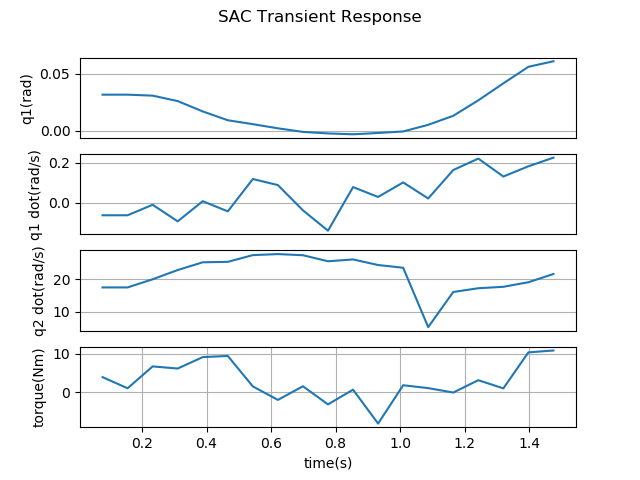 SAC Transient Response
q1(rad)
0.05
0.00
q1 dot(rad/s)
0.2
0.0
q2 dot(rad/s)
20
10
torque(Nm)
10
0
0.2 0.4 0.6 0.8 1.0 1.2 1.4
time(s)